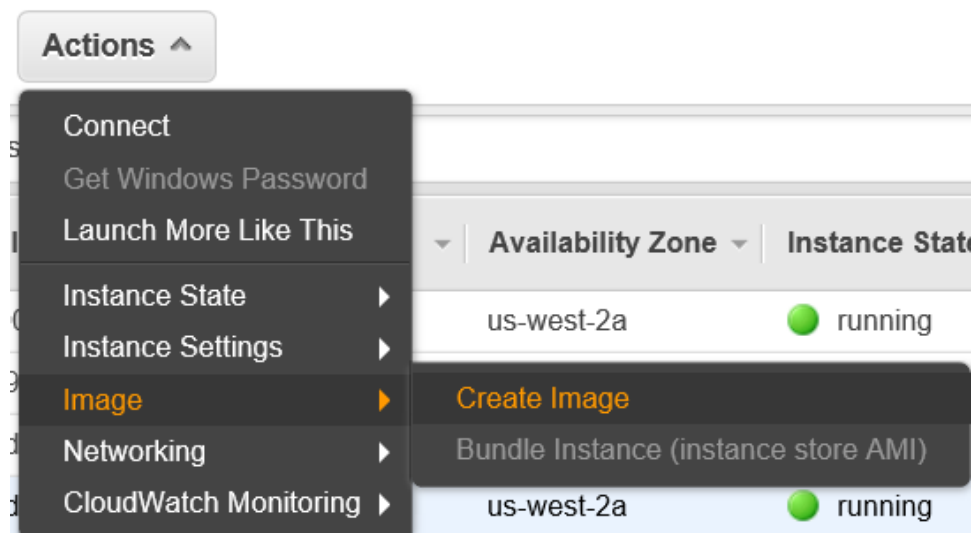 Actions
Connect
Get Windows Password
Launch More Like This
Availability Zone
Instance State
Instance State
us-west-2a
running
Instance Settings
Image
Create Image
Networking
Bundle Instance (instance store AMI)
CloudWatch Monitoring
us-west-2a
running